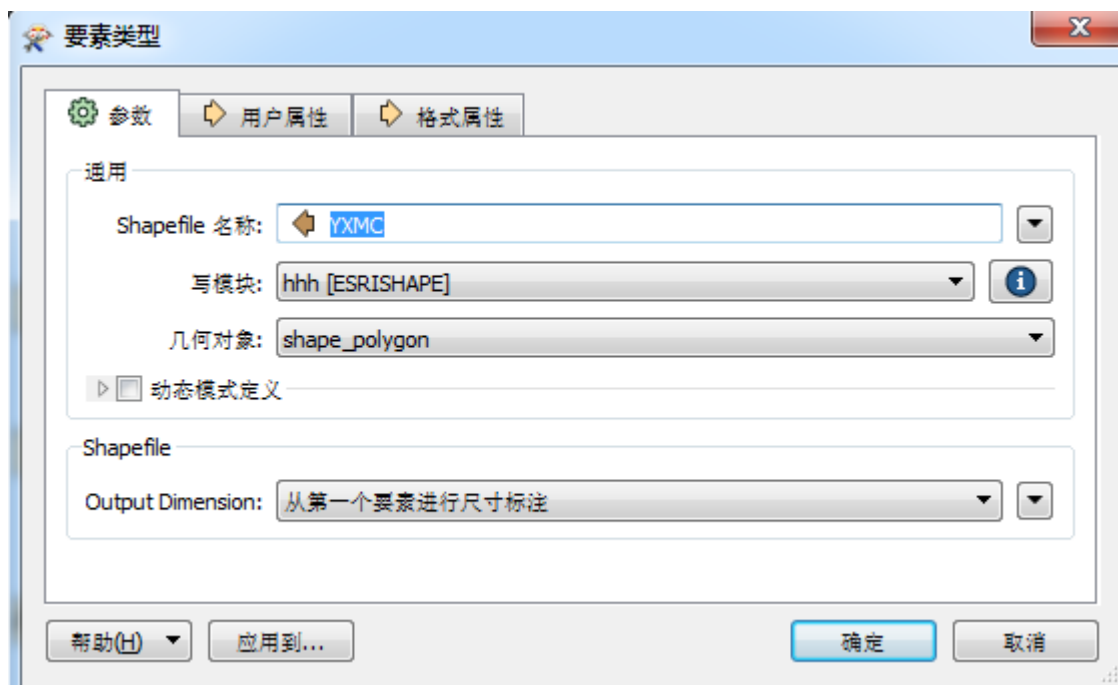 要素类型
参数 用户属性 格式属性
通用
Shapefile 名称: YXMC
写模块: hhh [ESRISHAPE]
几何对象: shape_polygon
动态模式定义
Shapefile
Output Dimension: 从第一个要素进行尺寸标注
帮助(H) 应用到... 确定 取消